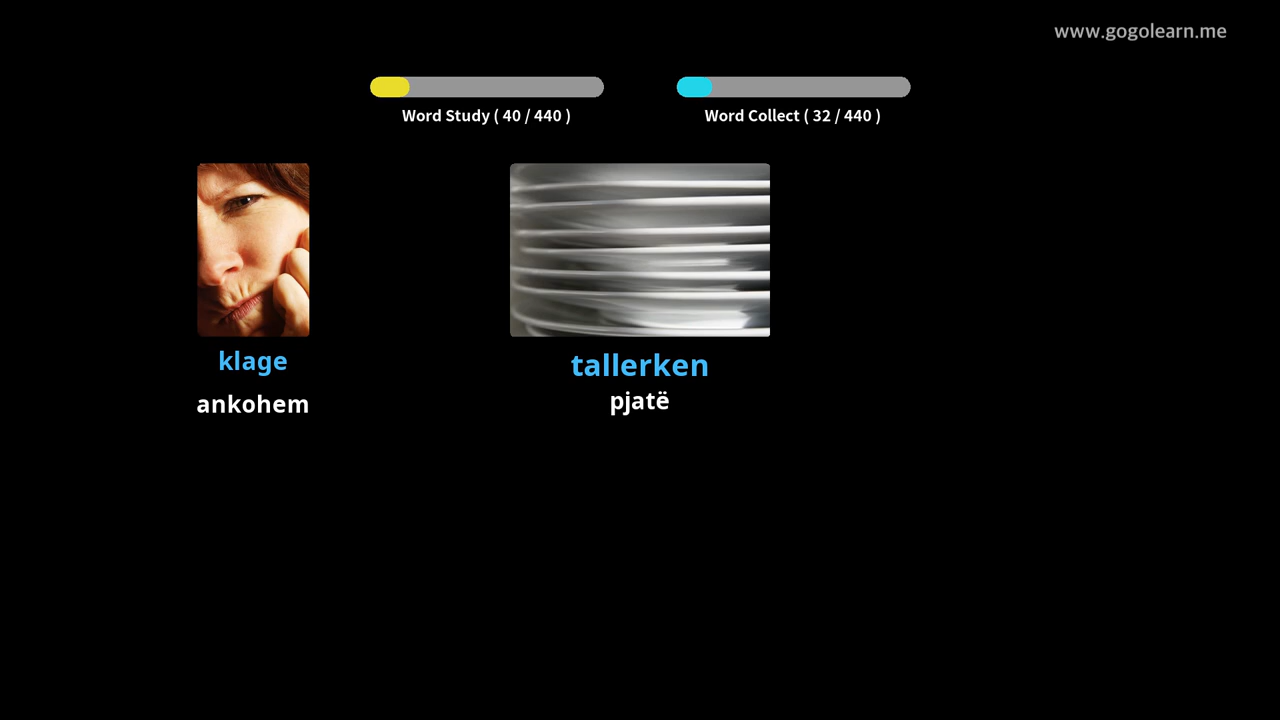 www.gogolearn.me
Word Study ( 40 / 440 )
Word Collect ( 32 / 440 )
klage
ankohem
tallerken
pjatë